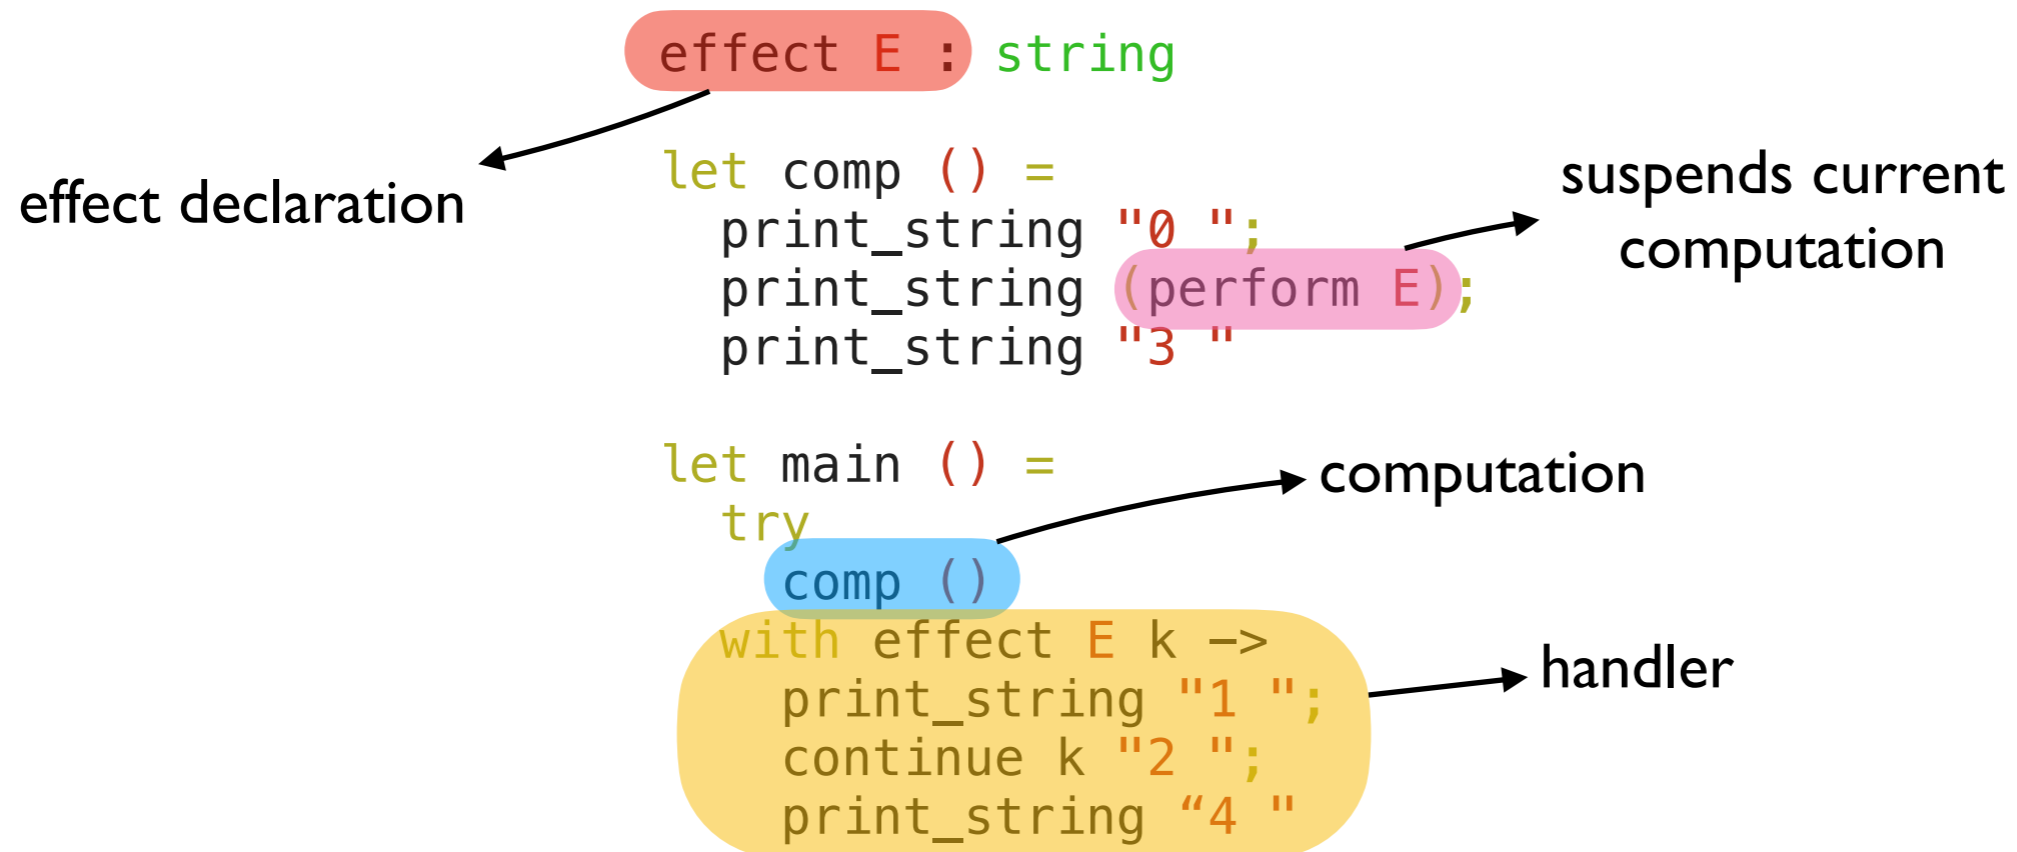 effect E : string
effect declaration
let comp () =
print_string "0 ";
print_string (perform E);
print_string "3 "
suspends current
computation
let main () =
try
comp ()
computation
with effect E k ->
print_string "1 ";
continue k "2 ";
print_string “4 "
handler